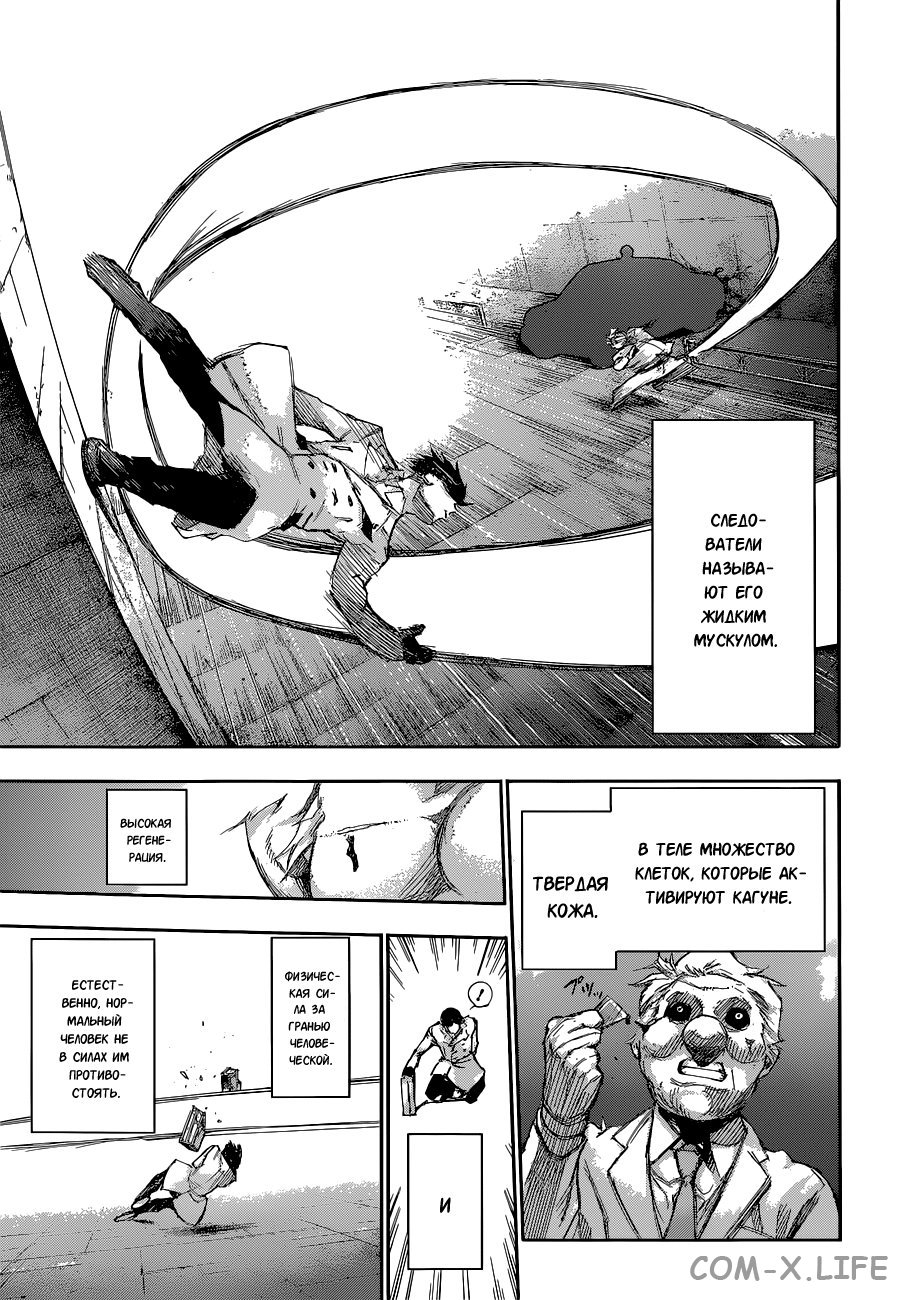 СЛЕДО-
ВАТЕЛИ
НАЗЫВА-
ЮТ ЕГО
ЖИДКИМ
МУСКУЛОМ.
В ТЕЛЕ МНОЖЕСТВО
КЛЕТОК, КОТОРЫЕ АК-
ТИВИРУЮТ КАГУНЕ.
ТВЕРДАЯ
КОЖА.
ВЫСОКАЯ
РЕГЕНЕ-
РАЦИЯ.
!
И
ФИЗИЧЕС-
КАЯ СИ-
ЛА ЗА
ГРАНЬЮ
ЧЕЛОВЕ-
ЧЕСКОЙ.
ЕСТЕСТ-
ВЕННО, НОР-
МАЛЬНЫЙ
ЧЕЛОВЕК НЕ
В СИЛАХ ИМ
ПРОТИВО-
СТОЯТЬ.
COM-X.LIFE